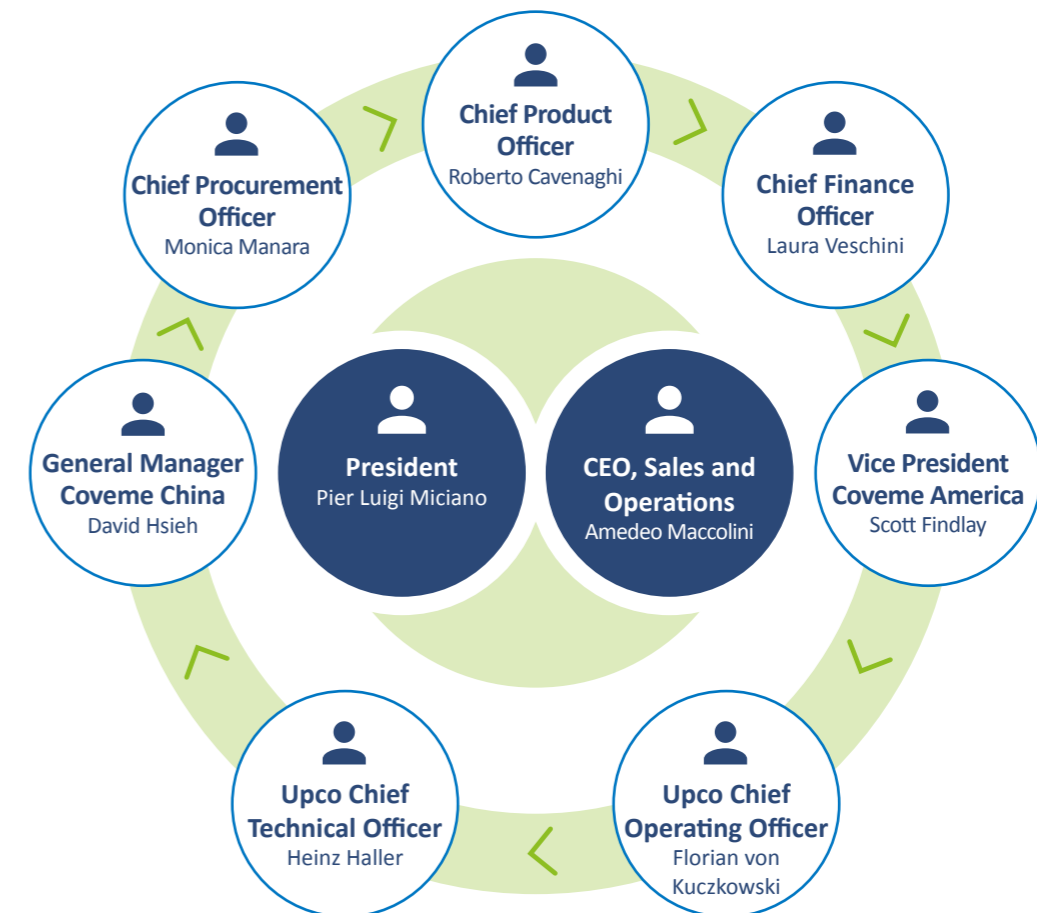 Chief Product
Officer
Roberto Cavenaghi
Chief Finance
Officer
Laura Veschini
Vice President
Coveme America
Scott Findlay
Upco Chief
Operating Officer
Florian von
Kuczkowski
Upco Chief
Technical Officer
Heinz Haller
General Manager
Coveme China
David Hsieh
Chief Procurement
Officer
Monica Manara
President
Pier Luigi Miciano
CEO, Sales and
Operations
Amedeo Maccolini